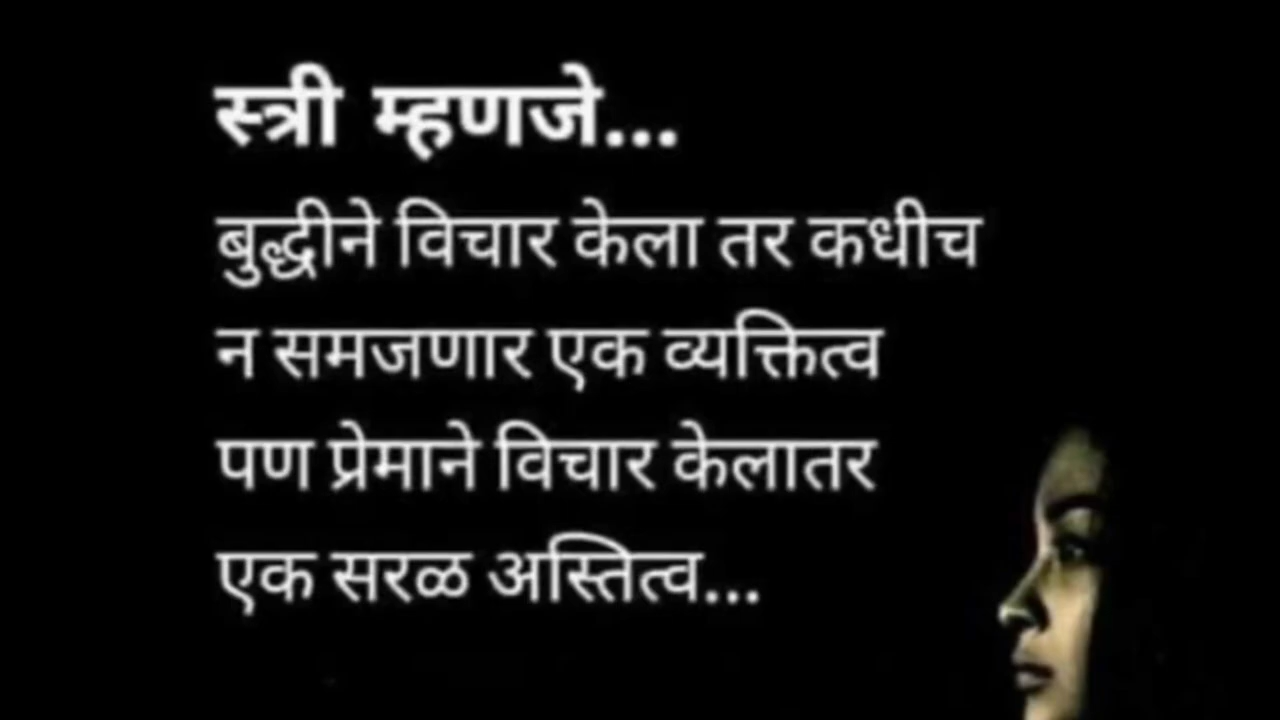 स्त्री म्हणजे...
बुद्धीने विचार केला तर कधीच
न समजणार एक व्यक्तित्व
पण प्रेमाने विचार केलातर
एक सरळ अस्तित्व...